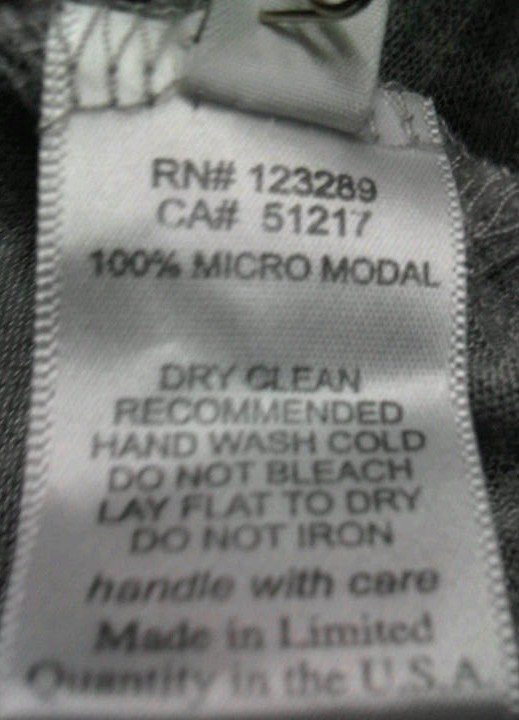 RN# 123289
CA# 51217
100% MICRO MODAL
DRY CLEAN
RECOMMENDED
HAND WASH COLD
DO NOT BLEACH
LAY FLAT TO DRY
DO NOT IRON
handle with care
Made in Limited
Quantity in the U.S.A